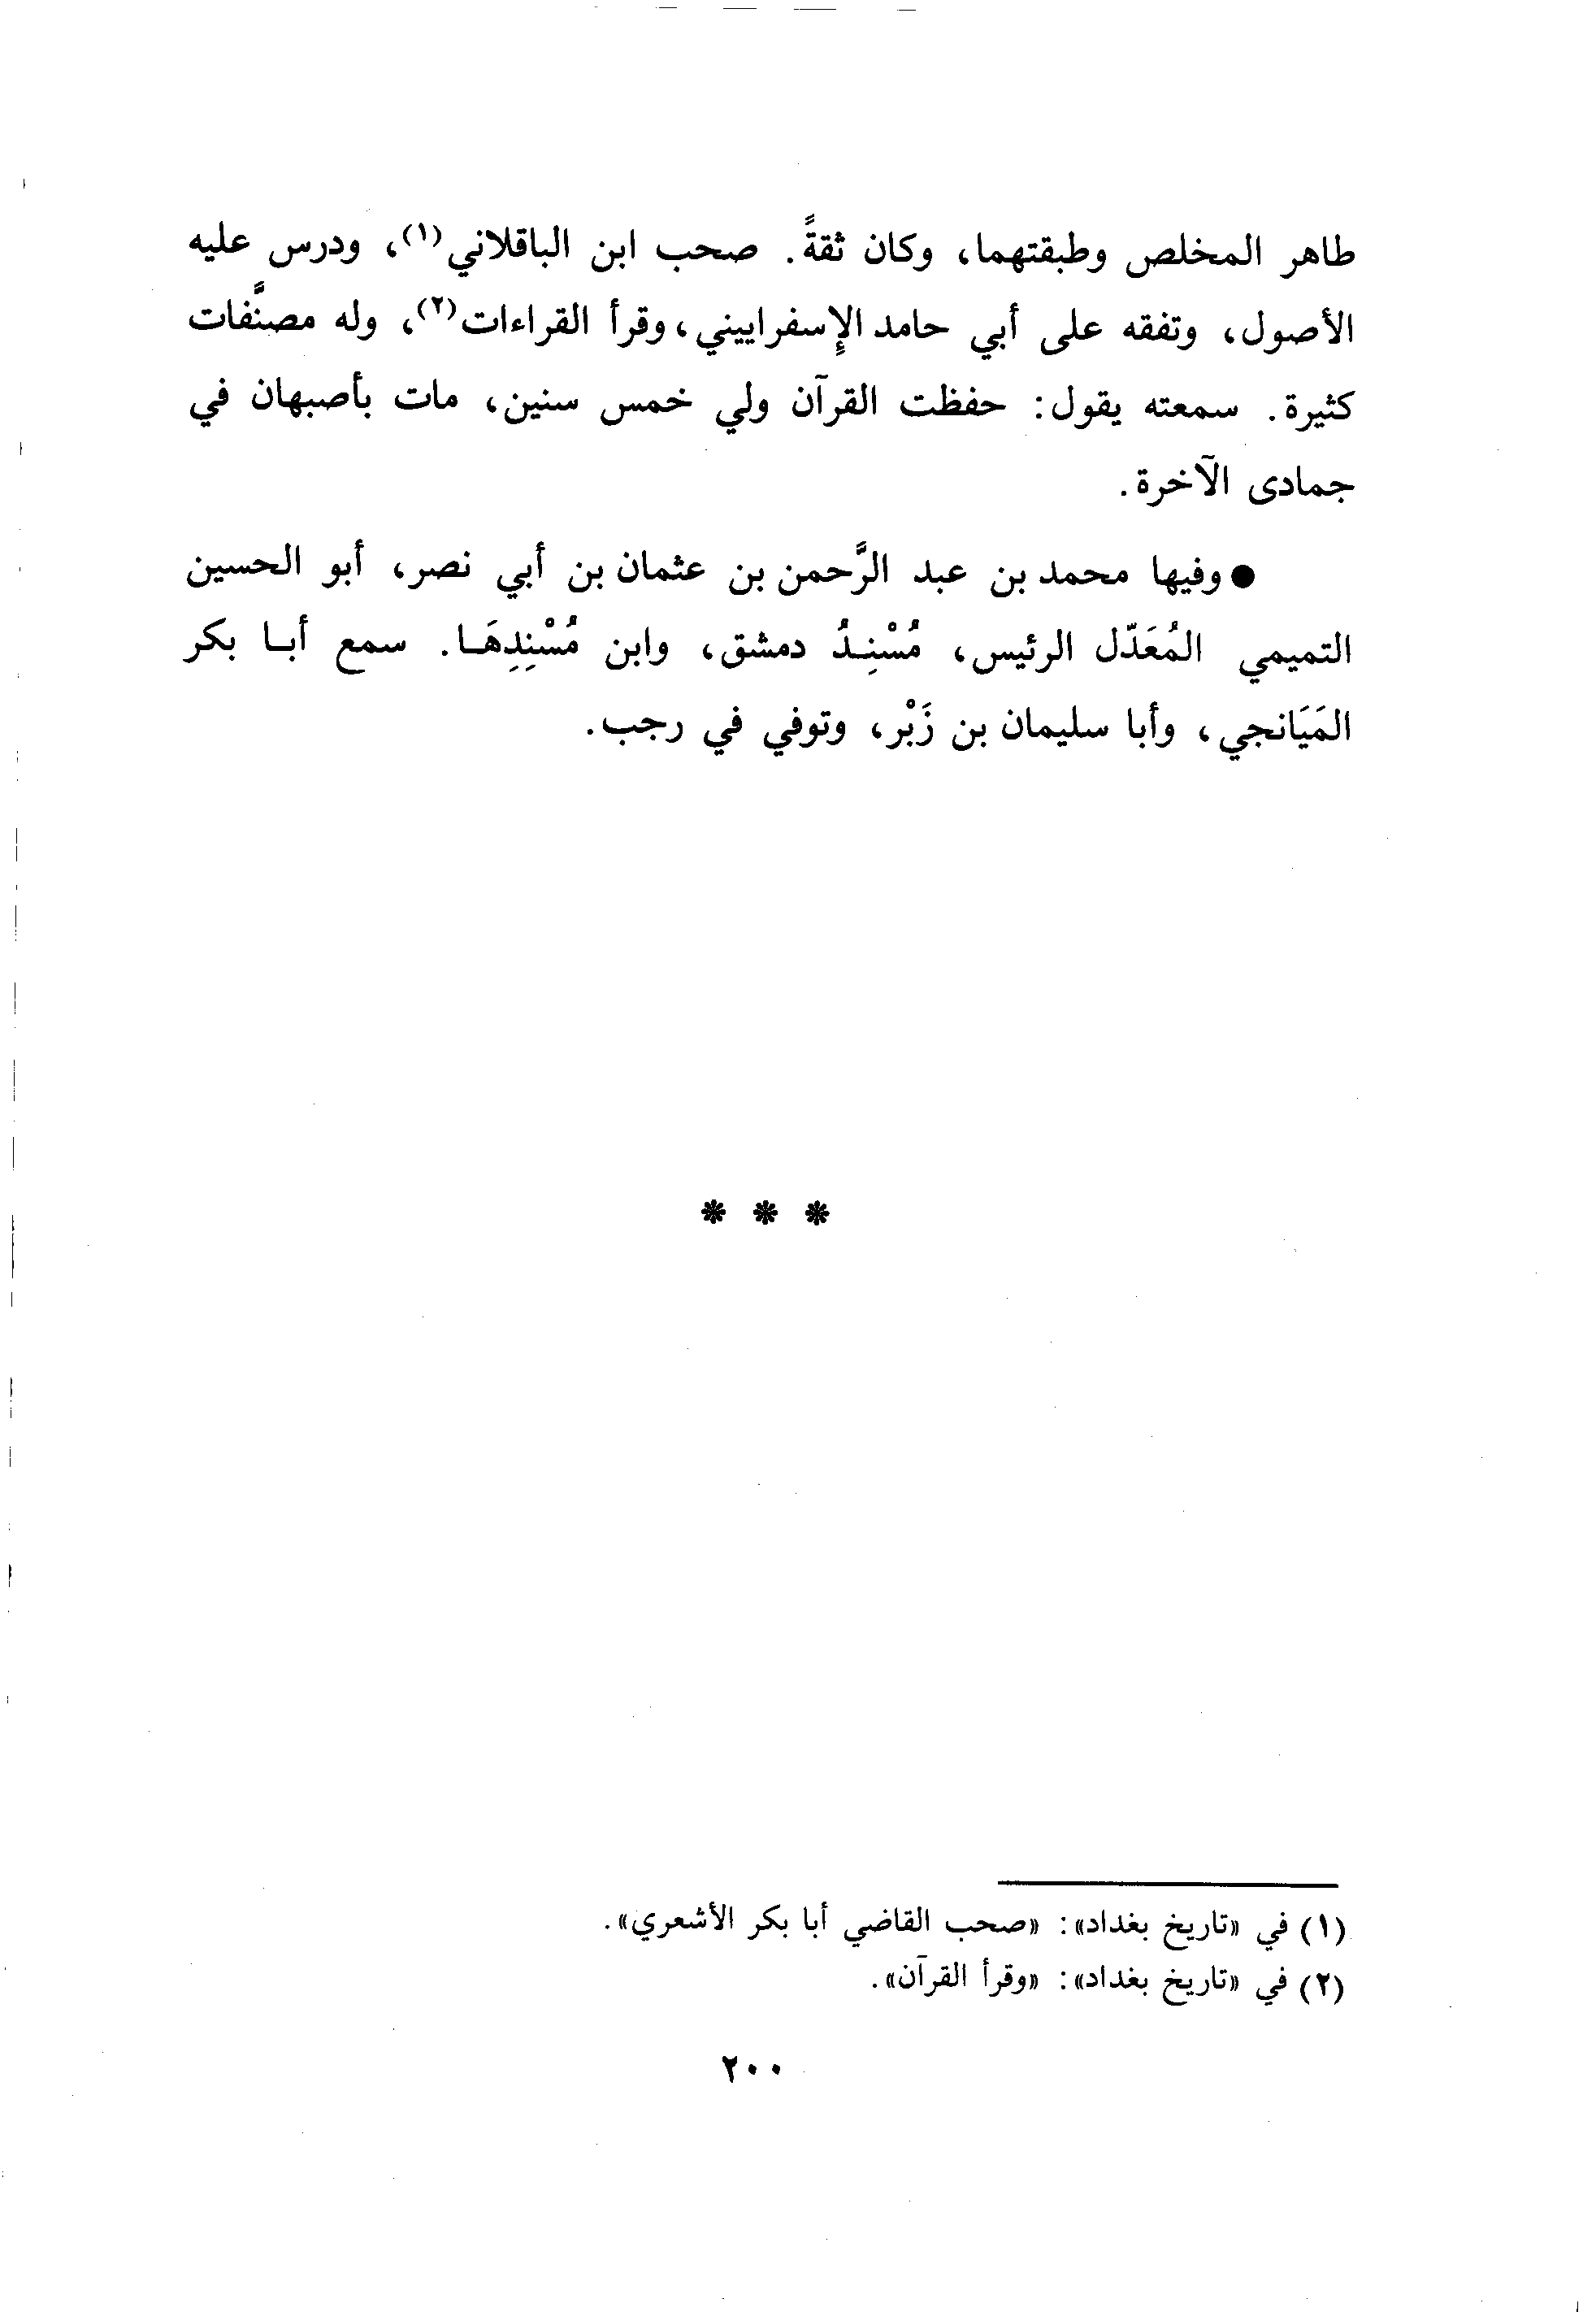 طاهر المخلص وطبقتهما، وكان ثقةً. صحب ابن الباقلاني(١)، ودرس عليه
الأصول، وتفقه على أبي حامد الإسفراييني، وقرأ القراءات(٢)، وله مصنَّفات
كثيرة. سمعته يقول: حفظت القرآن ولي خمس سنين، مات بأصبهان في
جمادى الآخرة.
● وفيها محمد بن عبد الرَّحمن بن عثمان بن أبي نصر، أبو الحسين
التميمي المُعَدّل الرئيس، مُسْنِدُ دمشق، وابن مُسْنِدِهَا. سمع أبا بكر
المَيَانجي، وأبا سليمان بن زَبْر، وتوفي في رجب.
* * *
(١) في «تاريخ بغداد»: «صحب القاضي أبا بكر الأشعري».
(٢) في «تاريخ بغداد»: «وقرأ القرآن».
٢٠٠